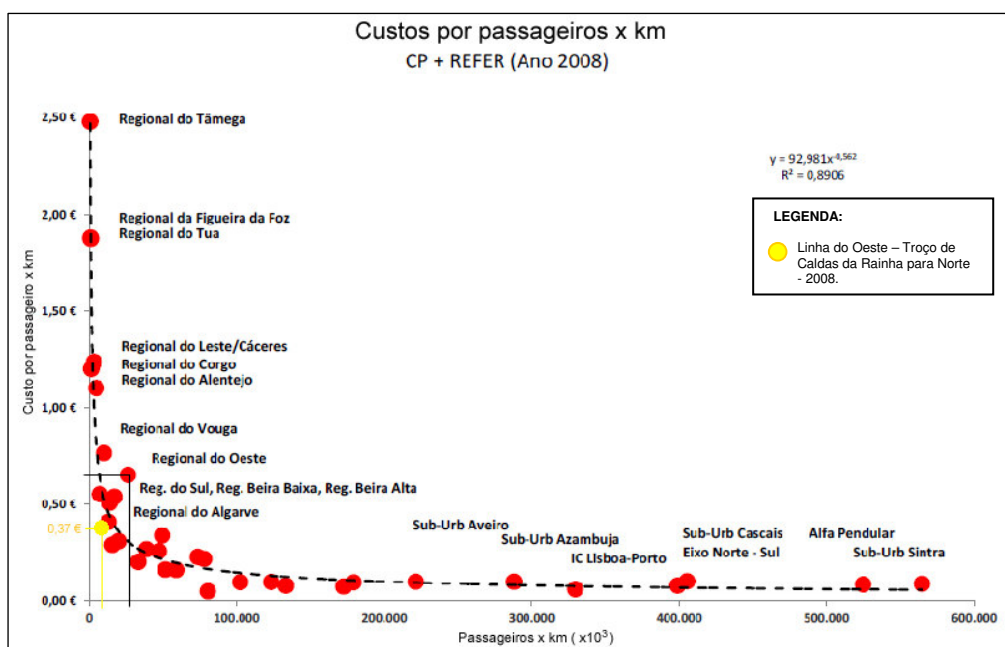 Custos por passageiros x km
CP + REFER (Ano 2008)
Custo por passageiro x km
2,50 €
2,00 €
1,50 €
1,00 €
0,50 €
0,37 €
0,00 €
Regional do Tâmega
Regional da Figueira da Foz
Regional do Tua
Regional do Leste/Cáceres
Regional do Corgo
Regional do Alentejo
Regional do Vouga
Regional do Oeste
Reg. do Sul, Reg. Beira Baixa, Reg. Beira Alta
Regional do Algarve
Sub-Urb Aveiro
Sub-Urb Azambuja
IC Lisboa-Porto
Sub-Urb Cascais
Eixo Norte - Sul
Alfa Pendular
Sub-Urb Sintra
y = 92,981x^-0,562
R² = 0,8906
LEGENDA:
Linha do Oeste – Troço de
Caldas da Rainha para Norte
- 2008.
0
100.000
200.000
300.000
400.000
500.000
600.000
Passageiros x km ( x10³)